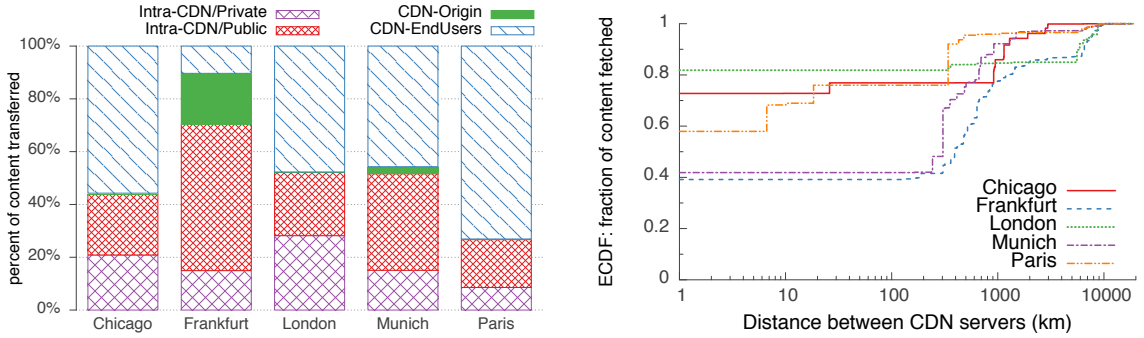 Intra-CDN/Private
Intra-CDN/Public
CDN-Origin
CDN-EndUsers
percent of content transferred
100%
80%
60%
40%
20%
0%
Chicago Frankfurt London Munich Paris
ECDF: fraction of content fetched
1
0.8
0.6
0.4
0.2
0
Chicago
Frankfurt
London
Munich
Paris
1 10 100 1000 10000
Distance between CDN servers (km)